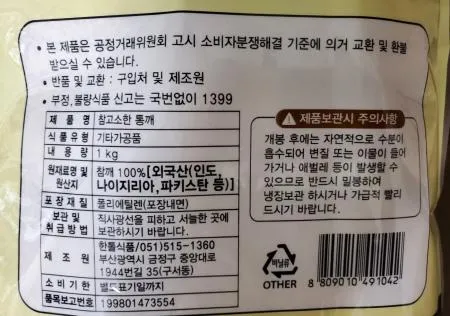 • 본 제품은 공정거래위원회 고시 소비자분쟁해결 기준에 의거 교환 및 환불
받으실 수 있습니다.
• 반품 및 교환 : 구입처 및 제조원
• 부정,불량식품 신고는 국번없이 1399
제 품 명 참고소한 통깨
식 품 유 형 기타가공품
내 용 량 1 kg
원재료명 및 원산지 참깨 100%[외국산(인도,
나이지리아,파키스탄 등)]
포 장 재 질 폴리에틸렌(포장내면)
보관 및 취급방법 직사광선을 피하고 서늘한 곳에
보관하시기 바랍니다.
제 조 원 한톨식품/051)515-1360
부산광역시 금정구 중앙대로
1944번길 35(구서동)
소 비 기 한 별도표기일까지
품목보고번호 199801473554
제품보관시 주의사항
개봉 후에는 자연적으로 수분이
흡수되어 변질 또는 이물이 들어
가거나 애벌레 등이 발생할 수
있으므로 반드시 밀봉하여
냉장보관 하시거나 가급적 빨리
드시기 바랍니다.
비닐류
OTHER
8 809010 491042